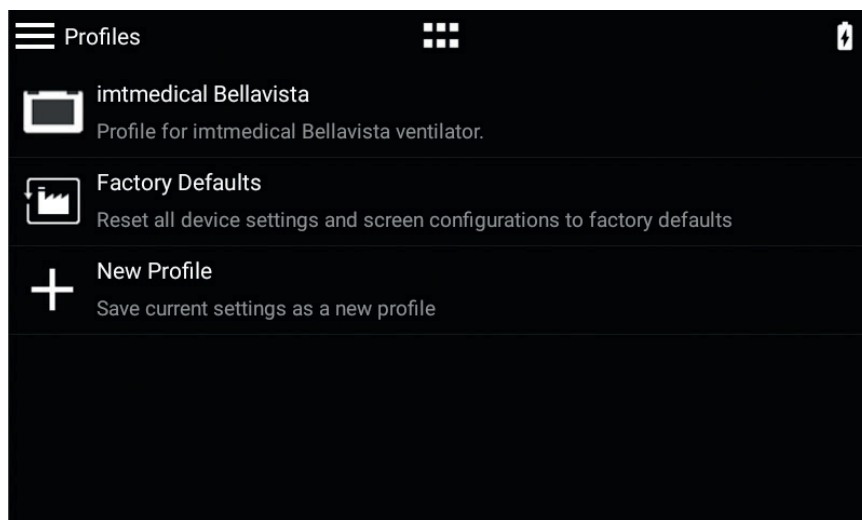 Profiles
imtmedical Bellavista
Profile for imtmedical Bellavista ventilator.
Factory Defaults
Reset all device settings and screen configurations to factory defaults
New Profile
Save current settings as a new profile